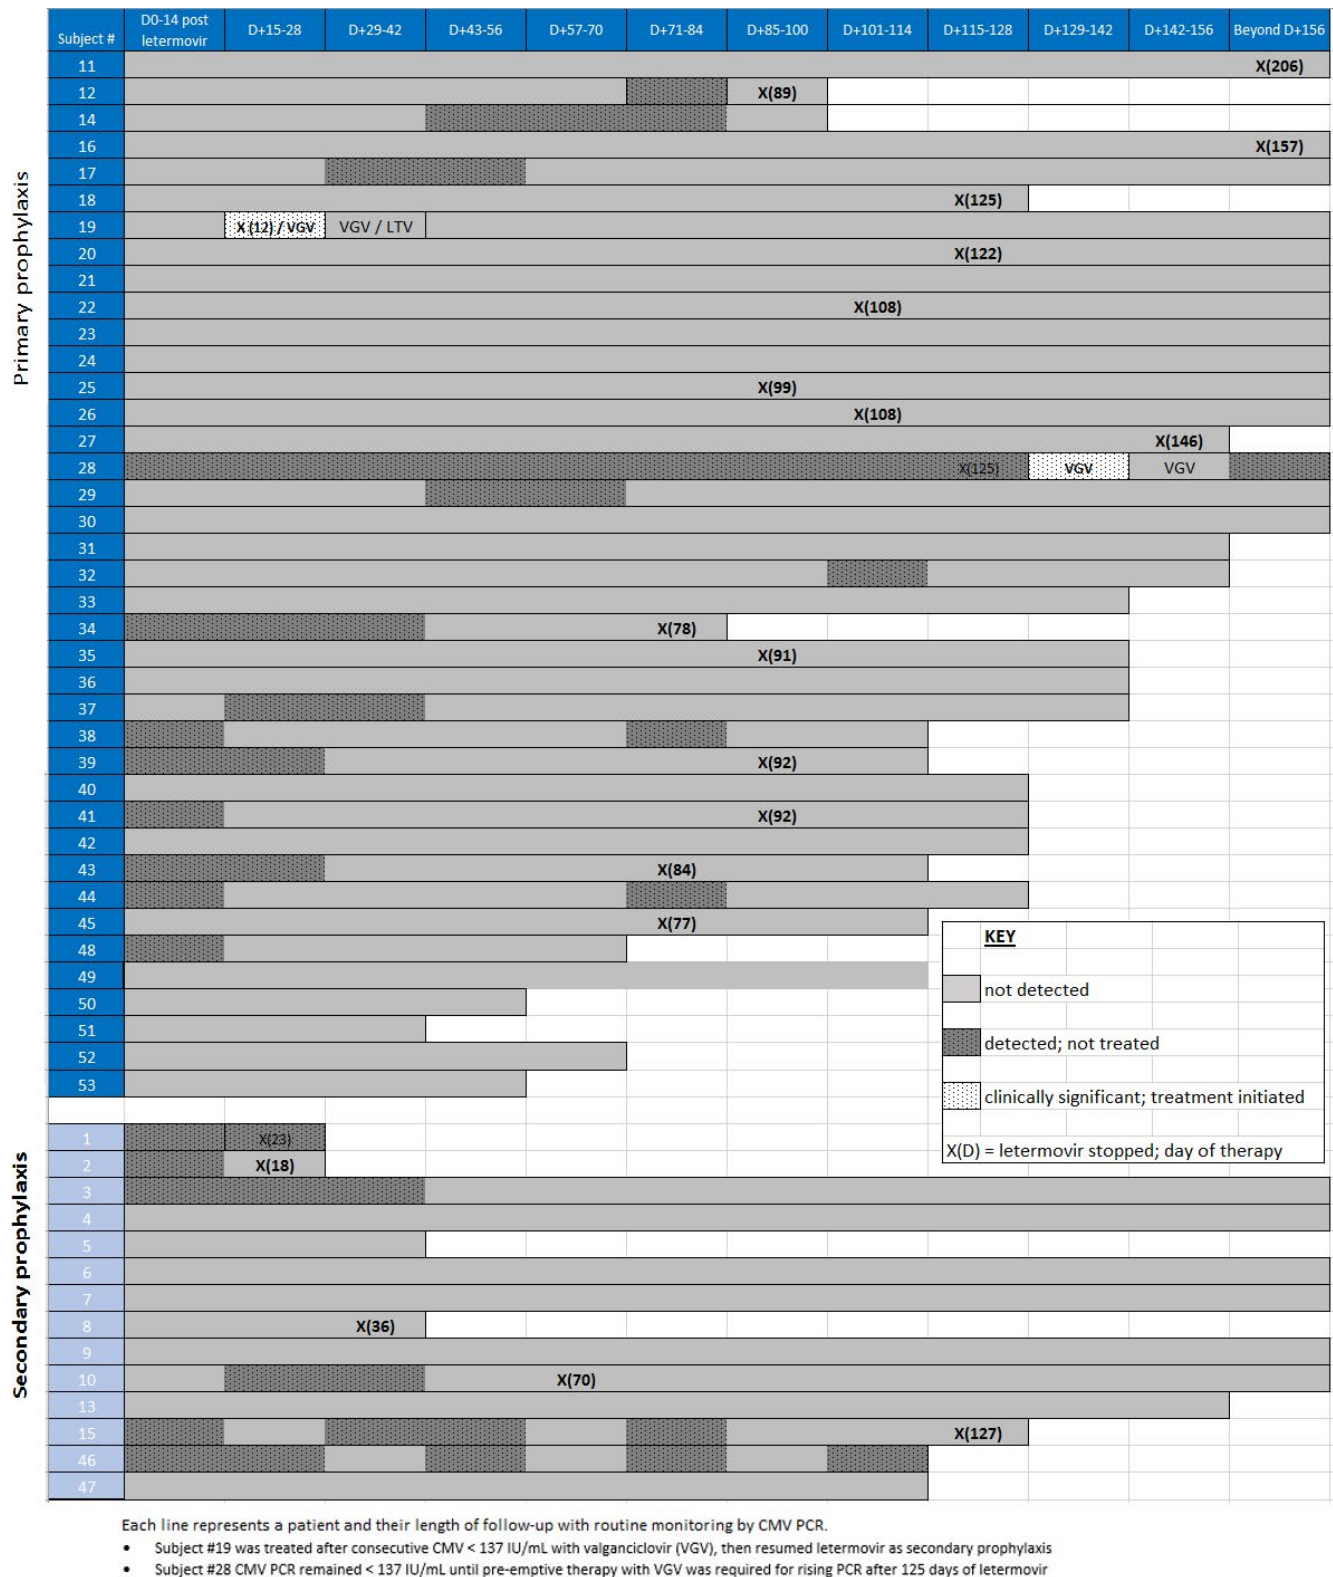 Subject # D0-14 post letermovir D+15-28 D+29-42 D+43-56 D+57-70 D+71-84 D+85-100 D+101-114 D+115-128 D+129-142 D+142-156 Beyond D+156
Primary prophylaxis
11 X(206)
12 X(89)
14
16 X(157)
17
18 X(125)
19 X (12) / VGV VGV / LTV
20 X(122)
21
22 X(108)
23
24
25 X(99)
26 X(108)
27 X(146)
28 X(125) VGV VGV
29
30
31
32
33
34 X(78)
35 X(91)
36
37
38
39 X(92)
40
41 X(92)
42
43 X(84)
44
45 X(77)
48
49
50
51
52
53
KEY
not detected
detected; not treated
clinically significant; treatment initiated
X(D) = letermovir stopped; day of therapy
Secondary prophylaxis
1 X(23)
2 X(18)
3
4
5
6
7
8 X(36)
9
10 X(70)
13
15 X(127)
46
47
Each line represents a patient and their length of follow-up with routine monitoring by CMV PCR.
• Subject #19 was treated after consecutive CMV < 137 IU/mL with valganciclovir (VGV), then resumed letermovir as secondary prophylaxis
• Subject #28 CMV PCR remained < 137 IU/mL until pre-emptive therapy with VGV was required for rising PCR after 125 days of letermovir